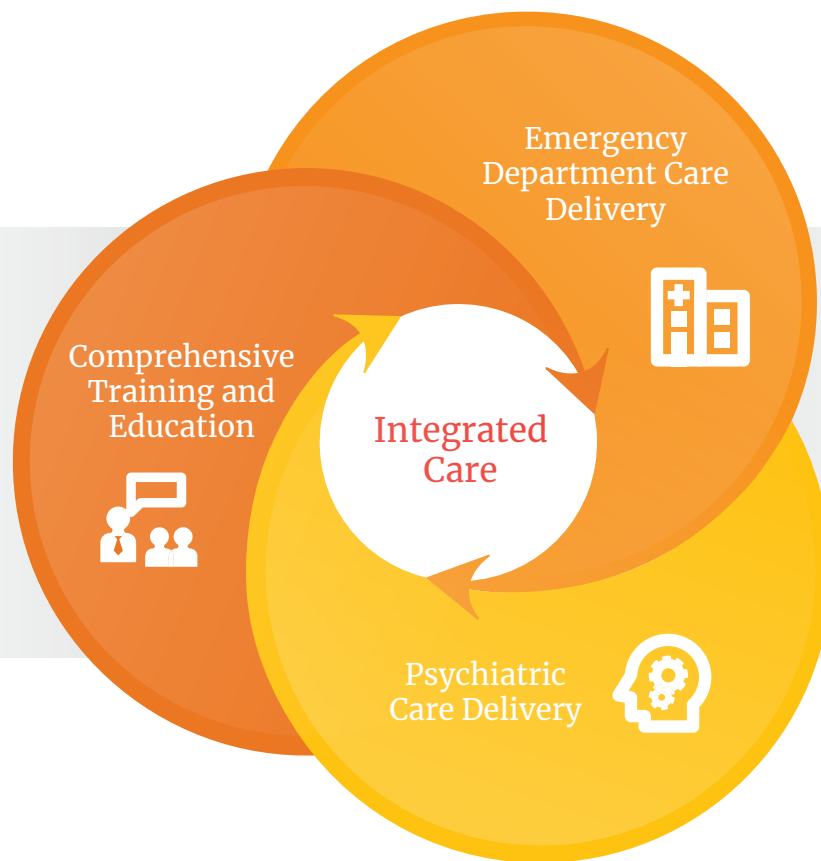 Emergency
Department Care
Delivery
Comprehensive
Training and
Education
Integrated
Care
Psychiatric
Care Delivery